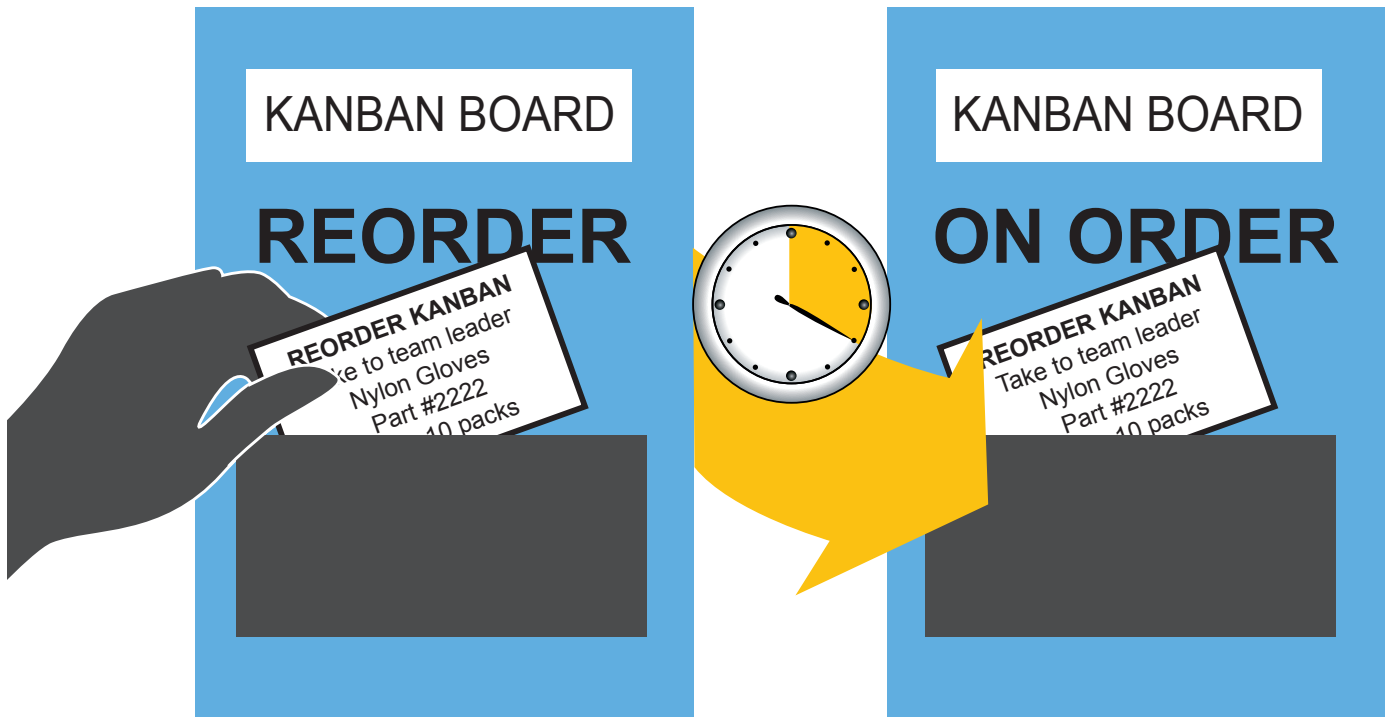 KANBAN BOARD
REORDER
REORDER KANBAN
ke to team leader
Nylon Gloves
Part #2222
10 packs
KANBAN BOARD
ON ORDER
REORDER KANBAN
Take to team leader
Nylon Gloves
Part #2222
10 packs